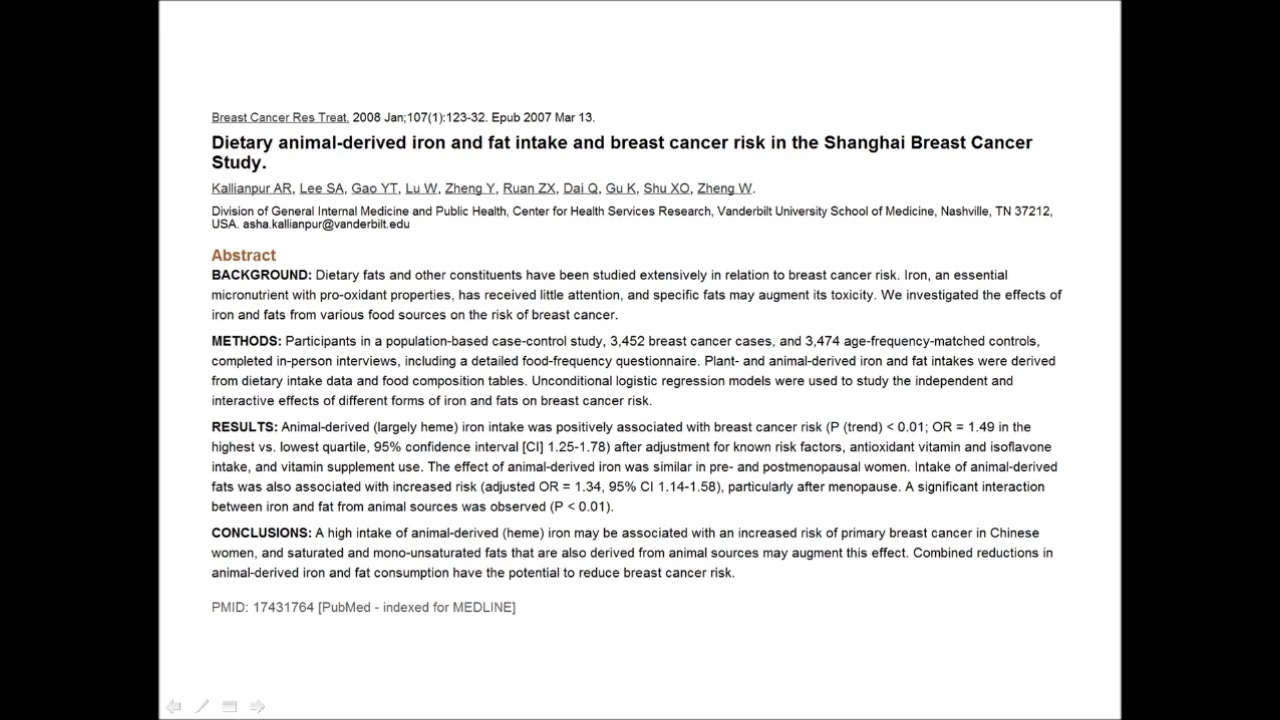 Breast Cancer Res Treat. 2008 Jan;107(1):123-32. Epub 2007 Mar 13.
Dietary animal-derived iron and fat intake and breast cancer risk in the Shanghai Breast Cancer
Study.
Kallianpur AR, Lee SA, Gao YT, Lu W, Zheng Y, Ruan ZX, Dai Q, Gu K, Shu XO, Zheng W.
Division of General Internal Medicine and Public Health, Center for Health Services Research, Vanderbilt University School of Medicine, Nashville, TN 37212,
USA. asha.kallianpur@vanderbilt.edu
Abstract
BACKGROUND: Dietary fats and other constituents have been studied extensively in relation to breast cancer risk. Iron, an essential
micronutrient with pro-oxidant properties, has received little attention, and specific fats may augment its toxicity. We investigated the effects of
iron and fats from various food sources on the risk of breast cancer.
METHODS: Participants in a population-based case-control study, 3,452 breast cancer cases, and 3,474 age-frequency-matched controls,
completed in-person interviews, including a detailed food-frequency questionnaire. Plant- and animal-derived iron and fat intakes were derived
from dietary intake data and food composition tables. Unconditional logistic regression models were used to study the independent and
interactive effects of different forms of iron and fats on breast cancer risk.
RESULTS: Animal-derived (largely heme) iron intake was positively associated with breast cancer risk (P (trend) < 0.01; OR = 1.49 in the
highest vs. lowest quartile, 95% confidence interval [CI] 1.25-1.78) after adjustment for known risk factors, antioxidant vitamin and isoflavone
intake, and vitamin supplement use. The effect of animal-derived iron was similar in pre- and postmenopausal women. Intake of animal-derived
fats was also associated with increased risk (adjusted OR = 1.34, 95% CI 1.14-1.58), particularly after menopause. A significant interaction
between iron and fat from animal sources was observed (P < 0.01).
CONCLUSIONS: A high intake of animal-derived (heme) iron may be associated with an increased risk of primary breast cancer in Chinese
women, and saturated and mono-unsaturated fats that are also derived from animal sources may augment this effect. Combined reductions in
animal-derived iron and fat consumption have the potential to reduce breast cancer risk.
PMID: 17431764 [PubMed - indexed for MEDLINE]